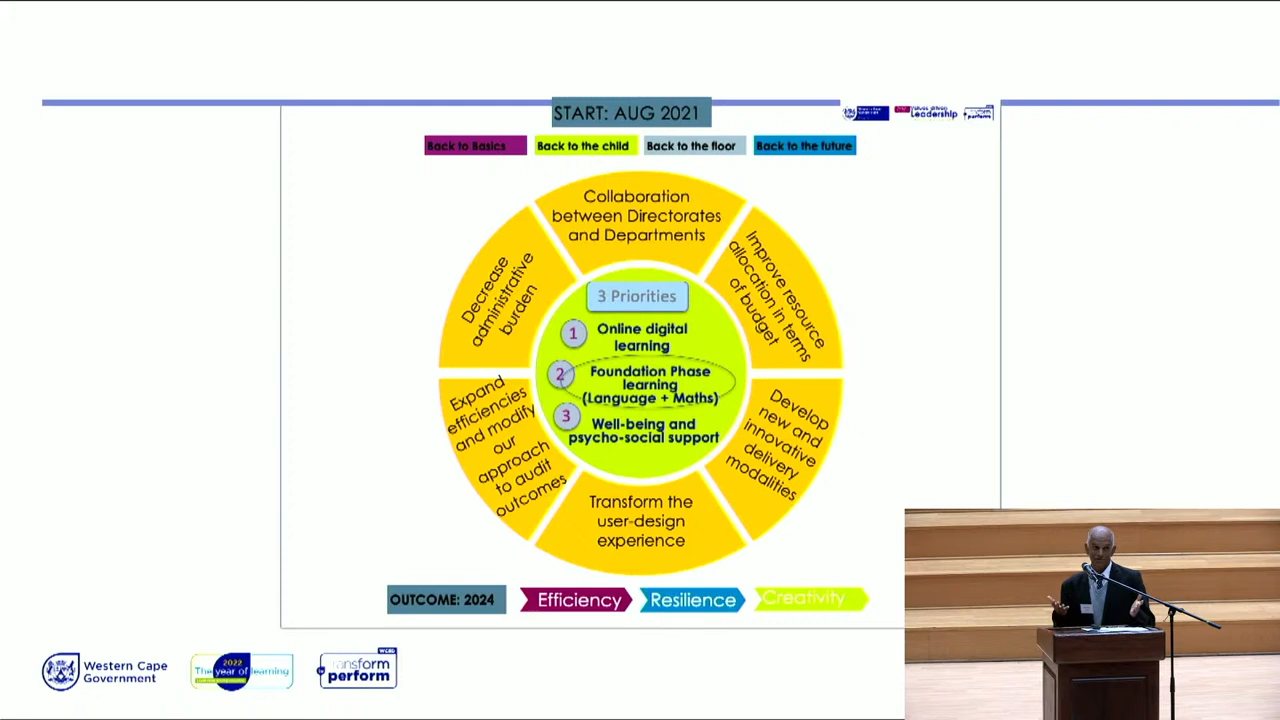 START: AUG 2021
Leadership
Back to Basics
Back to the child
Back to the floor
Back to the future
Collaboration
between Directorates
and Departments
Improve resource
allocation in terms
of budget
Develop
new and
innovative
delivery
modalities
Transform the
user-design
experience
Expand
efficiencies
and modify
our
approach
to audit
outcomes
Decrease
administrative
burden
3 Priorities
1 Online digital
learning
2 Foundation Phase
learning
(Language + Maths)
3 Well-being and
psycho-social support
OUTCOME: 2024
Efficiency
Resilience
Creativity
Western Cape
Government
2022
The year of learning
WCED
transform
to perform